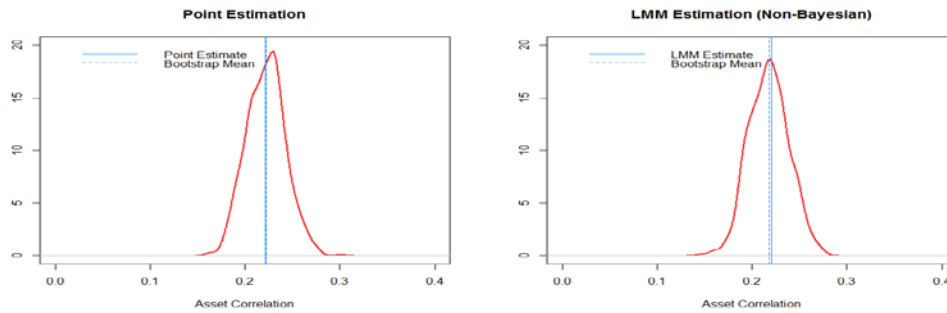 Point Estimation
20
15
10
5
0
Point Estimate
Bootstrap Mean
0.0 0.1 0.2 0.3 0.4
Asset Correlation
LMM Estimation (Non-Bayesian)
20
15
10
5
0
LMM Estimate
Bootstrap Mean
0.0 0.1 0.2 0.3 0.4
Asset Correlation